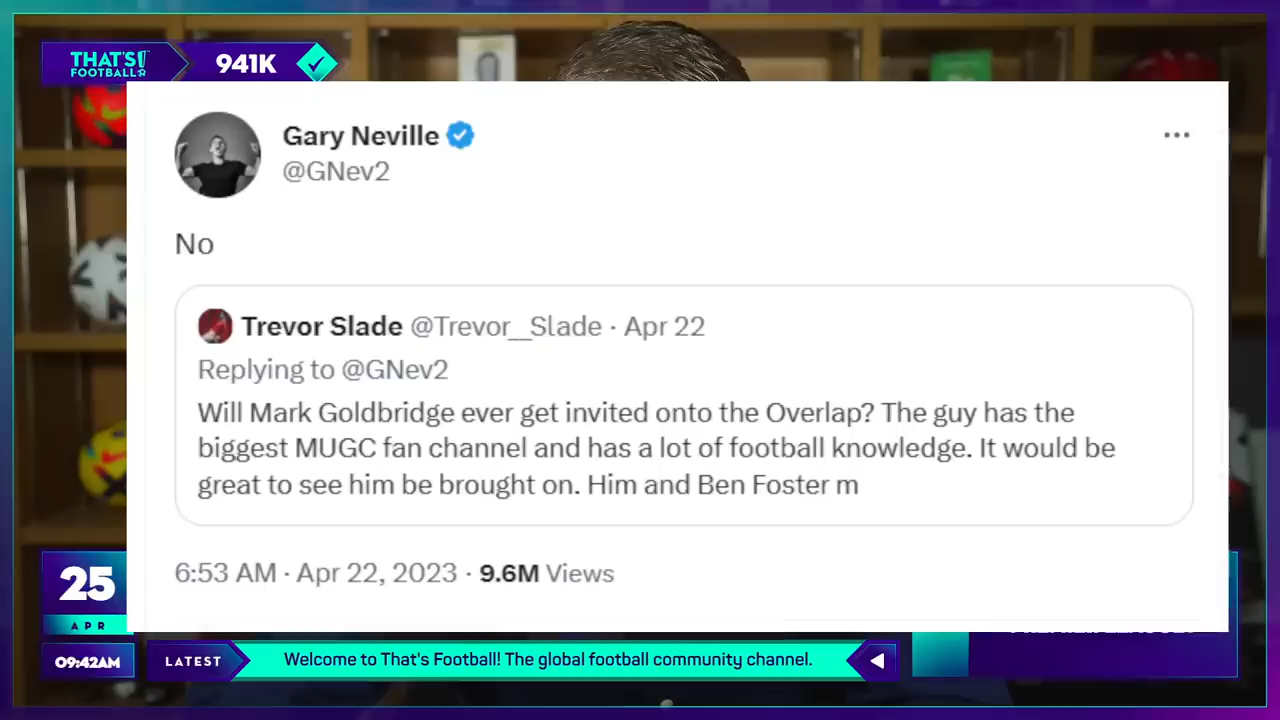 THAT'S!
FOOTBALL
941K
Gary Neville
@GNev2
No
Trevor Slade @Trevor__Slade · Apr 22
Replying to @GNev2
Will Mark Goldbridge ever get invited onto the Overlap? The guy has the
biggest MUGC fan channel and has a lot of football knowledge. It would be
great to see him be brought on. Him and Ben Foster m
6:53 AM · Apr 22, 2023 · 9.6M Views
25
APR
09:42AM
LATEST
Welcome to That's Football! The global football community channel.